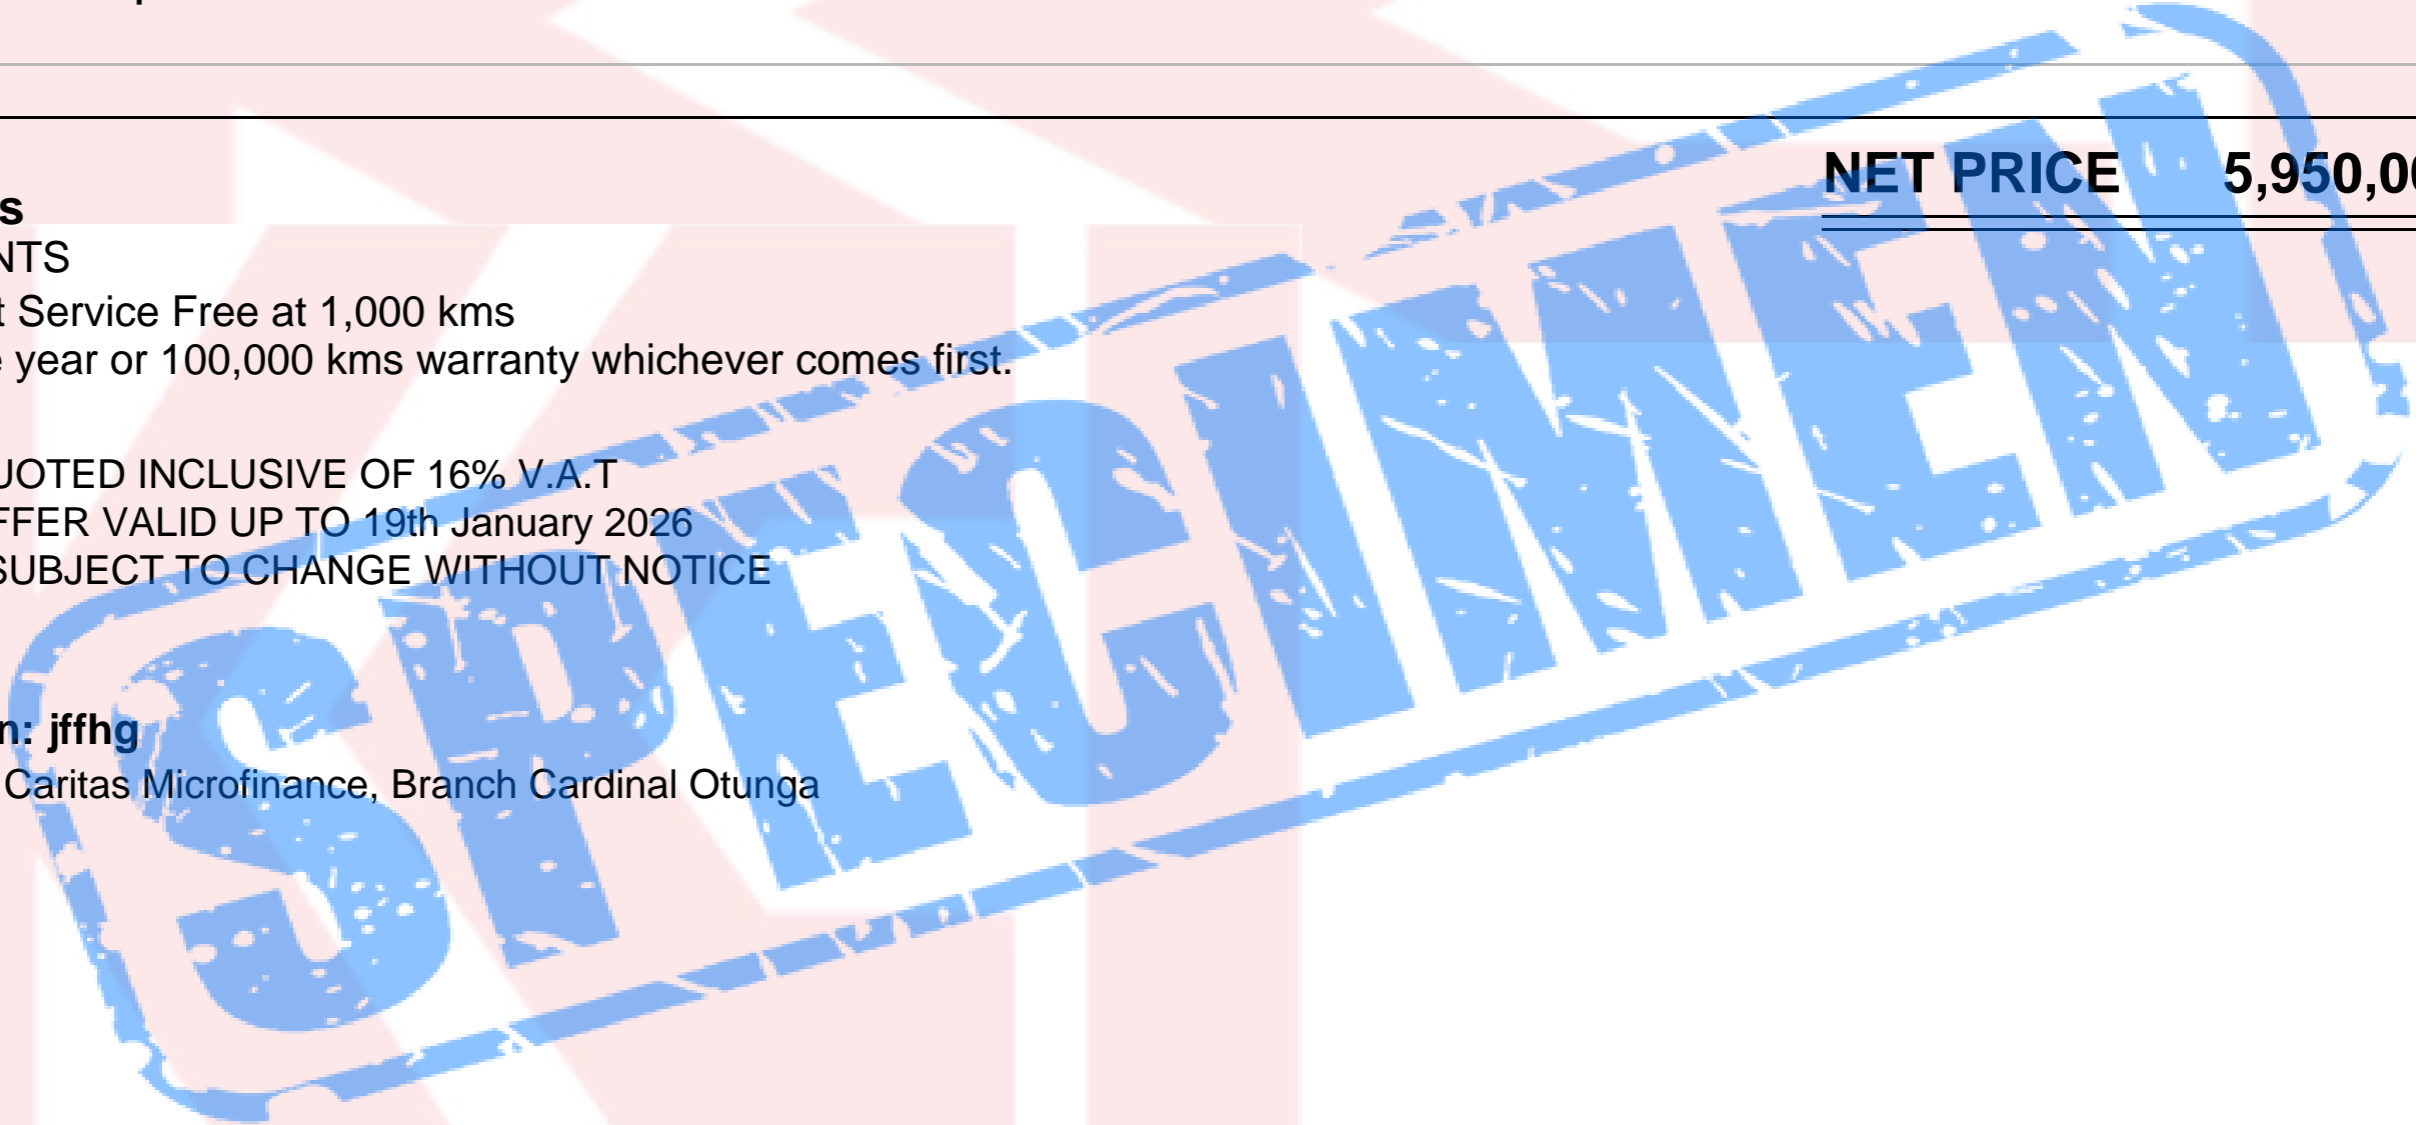 NET PRICE 5,950,00
s
NTS
t Service Free at 1,000 kms
e year or 100,000 kms warranty whichever comes first.
UOTED INCLUSIVE OF 16% V.A.T
FFER VALID UP TO 19th January 2026
SUBJECT TO CHANGE WITHOUT NOTICE
n: jffhg
Caritas Microfinance, Branch Cardinal Otunga
SPECIMEN